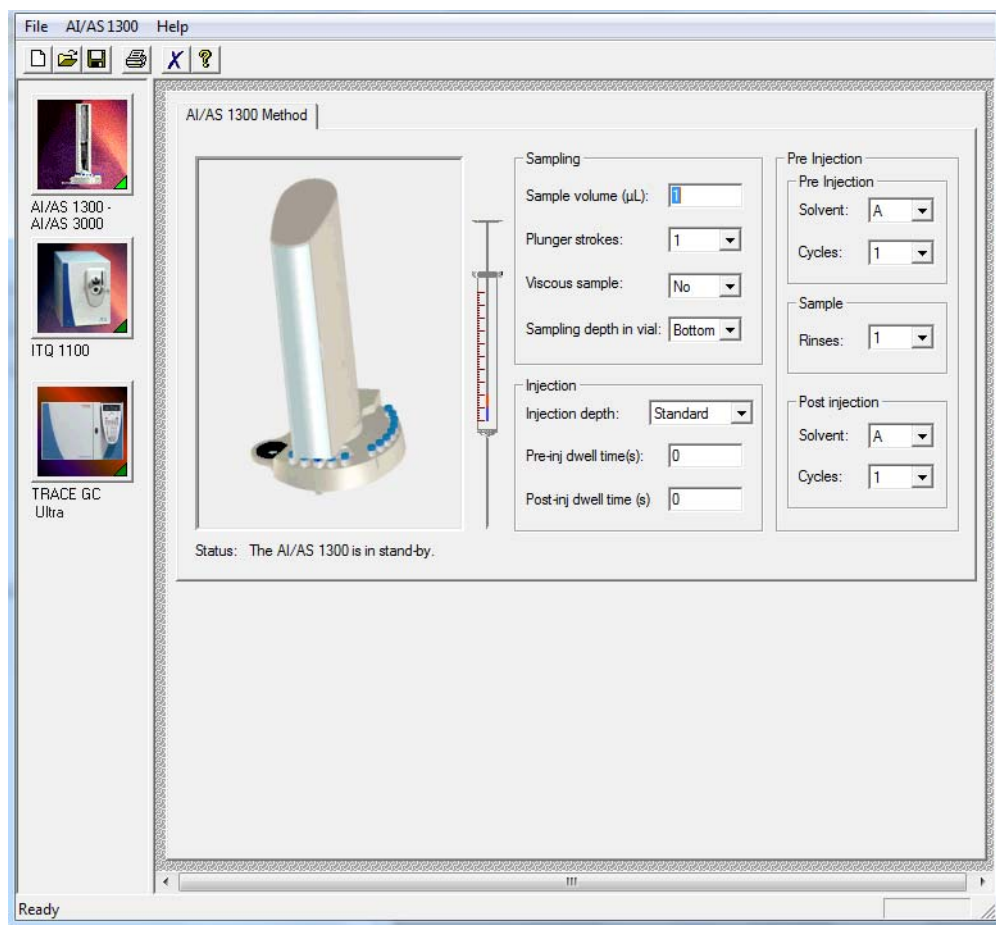 File AI/AS 1300 Help
AI/AS 1300 -
AI/AS 3000
ITQ 1100
TRACE GC
Ultra
AI/AS 1300 Method
Sampling
Sample volume (µL): 1
Plunger strokes: 1
Viscous sample: No
Sampling depth in vial: Bottom
Injection
Injection depth: Standard
Pre-inj dwell time(s): 0
Post-inj dwell time (s) 0
Pre Injection
Pre Injection
Solvent: A
Cycles: 1
Sample
Rinses: 1
Post injection
Solvent: A
Cycles: 1
Status: The AI/AS 1300 is in stand-by.
Ready